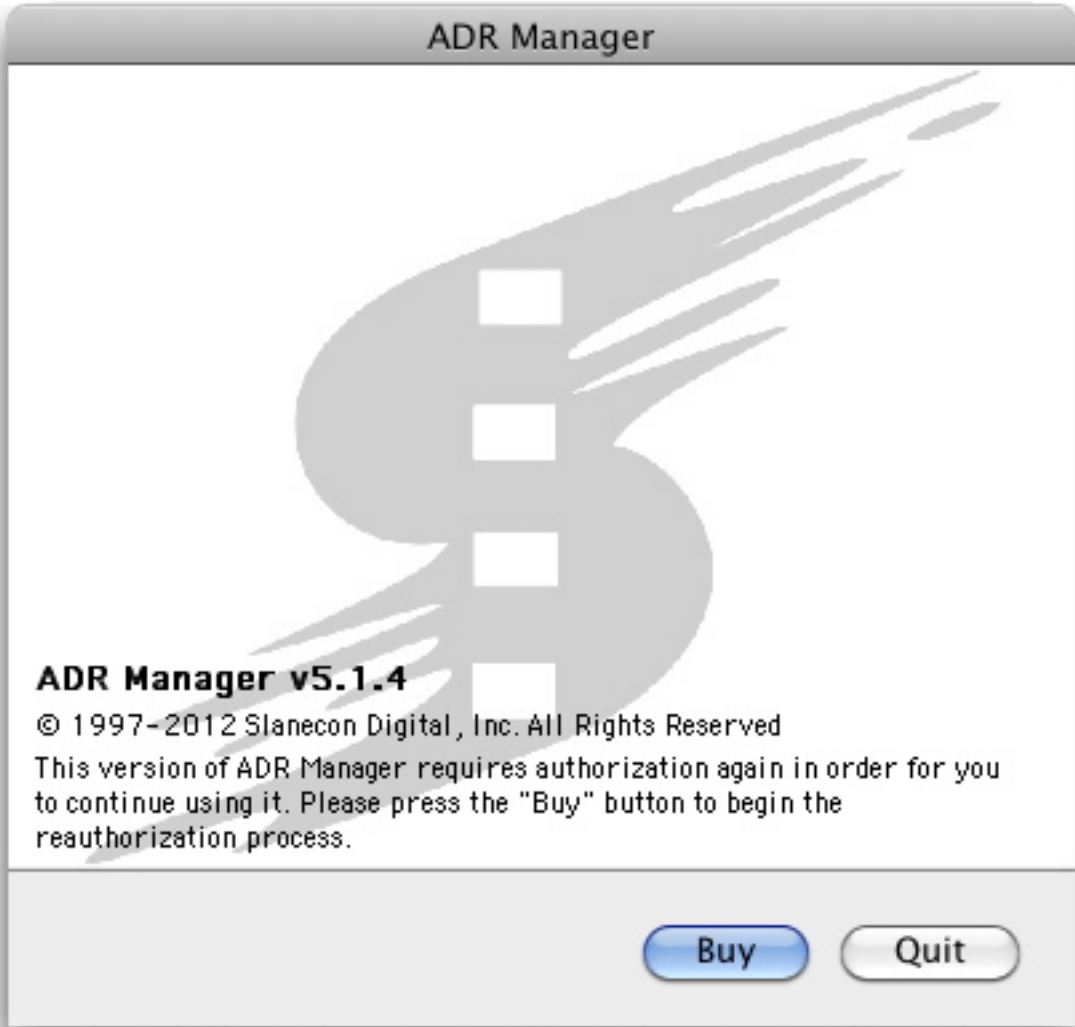 ADR Manager
ADR Manager v5.1.4
© 1997-2012 Slanecon Digital, Inc. All Rights Reserved
This version of ADR Manager requires authorization again in order for you
to continue using it. Please press the "Buy" button to begin the
reauthorization process.
Buy
Quit